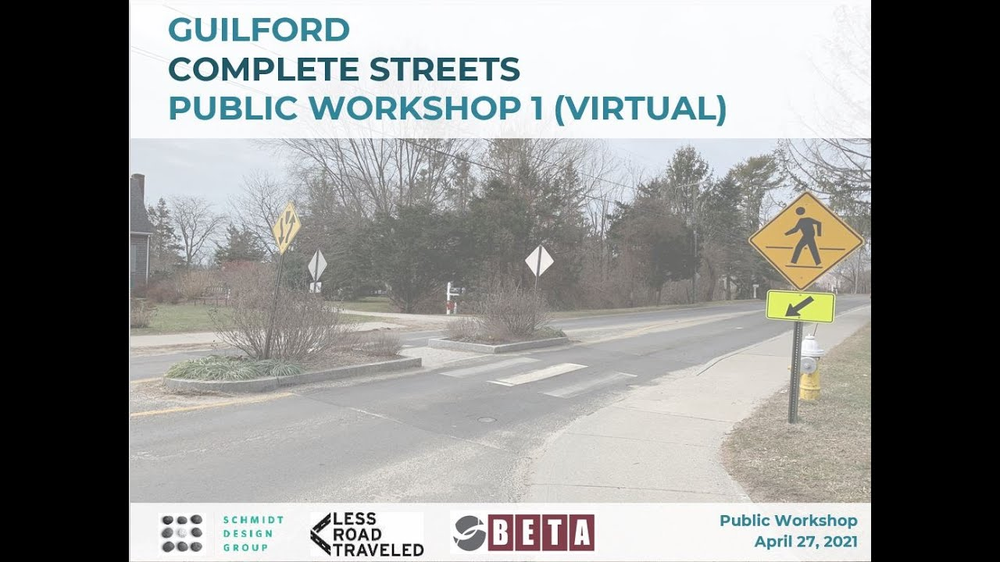 GUILFORD
COMPLETE STREETS
PUBLIC WORKSHOP 1 (VIRTUAL)
SCHMIDT
DESIGN
GROUP
LESS
ROAD
TRAVELED
BETA
Public Workshop
April 27, 2021